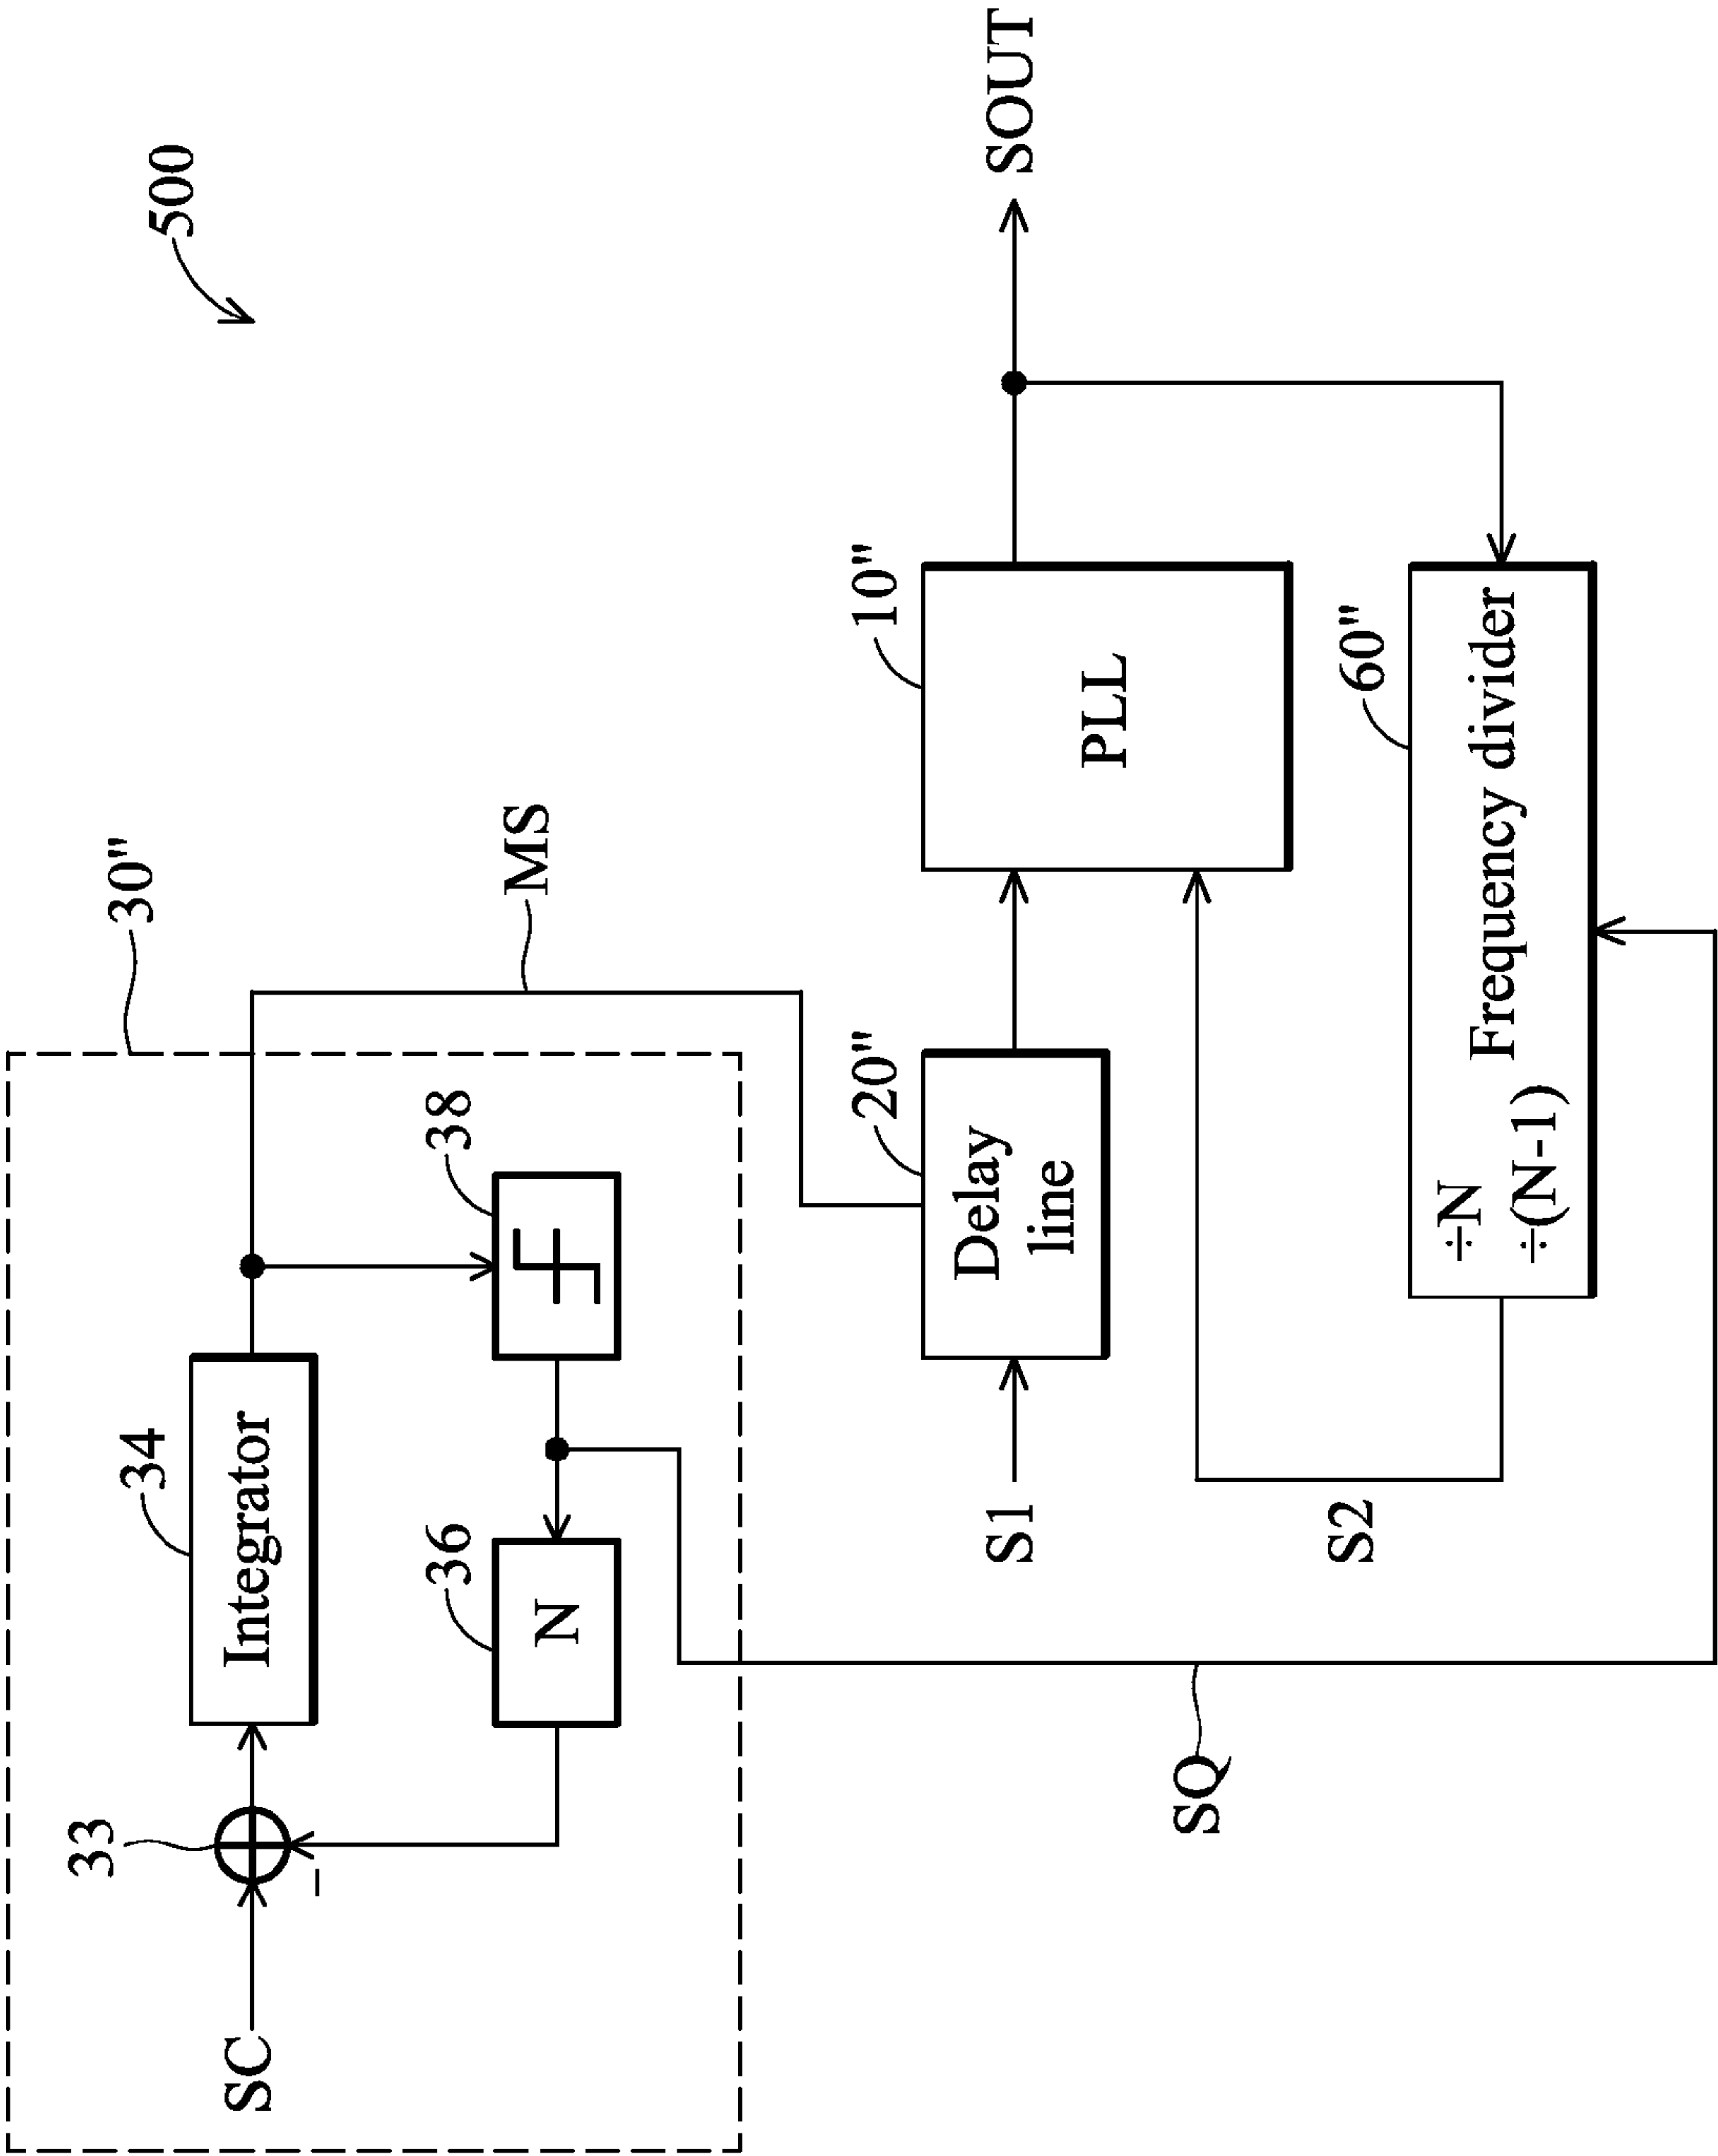 500
30"
33
34
SC
Integrator
MS
36
38
N
20"
10"
S1
Delay
line
PLL
SOUT
SQ
S2
60"
÷N
÷(N-1)
Frequency divider
-